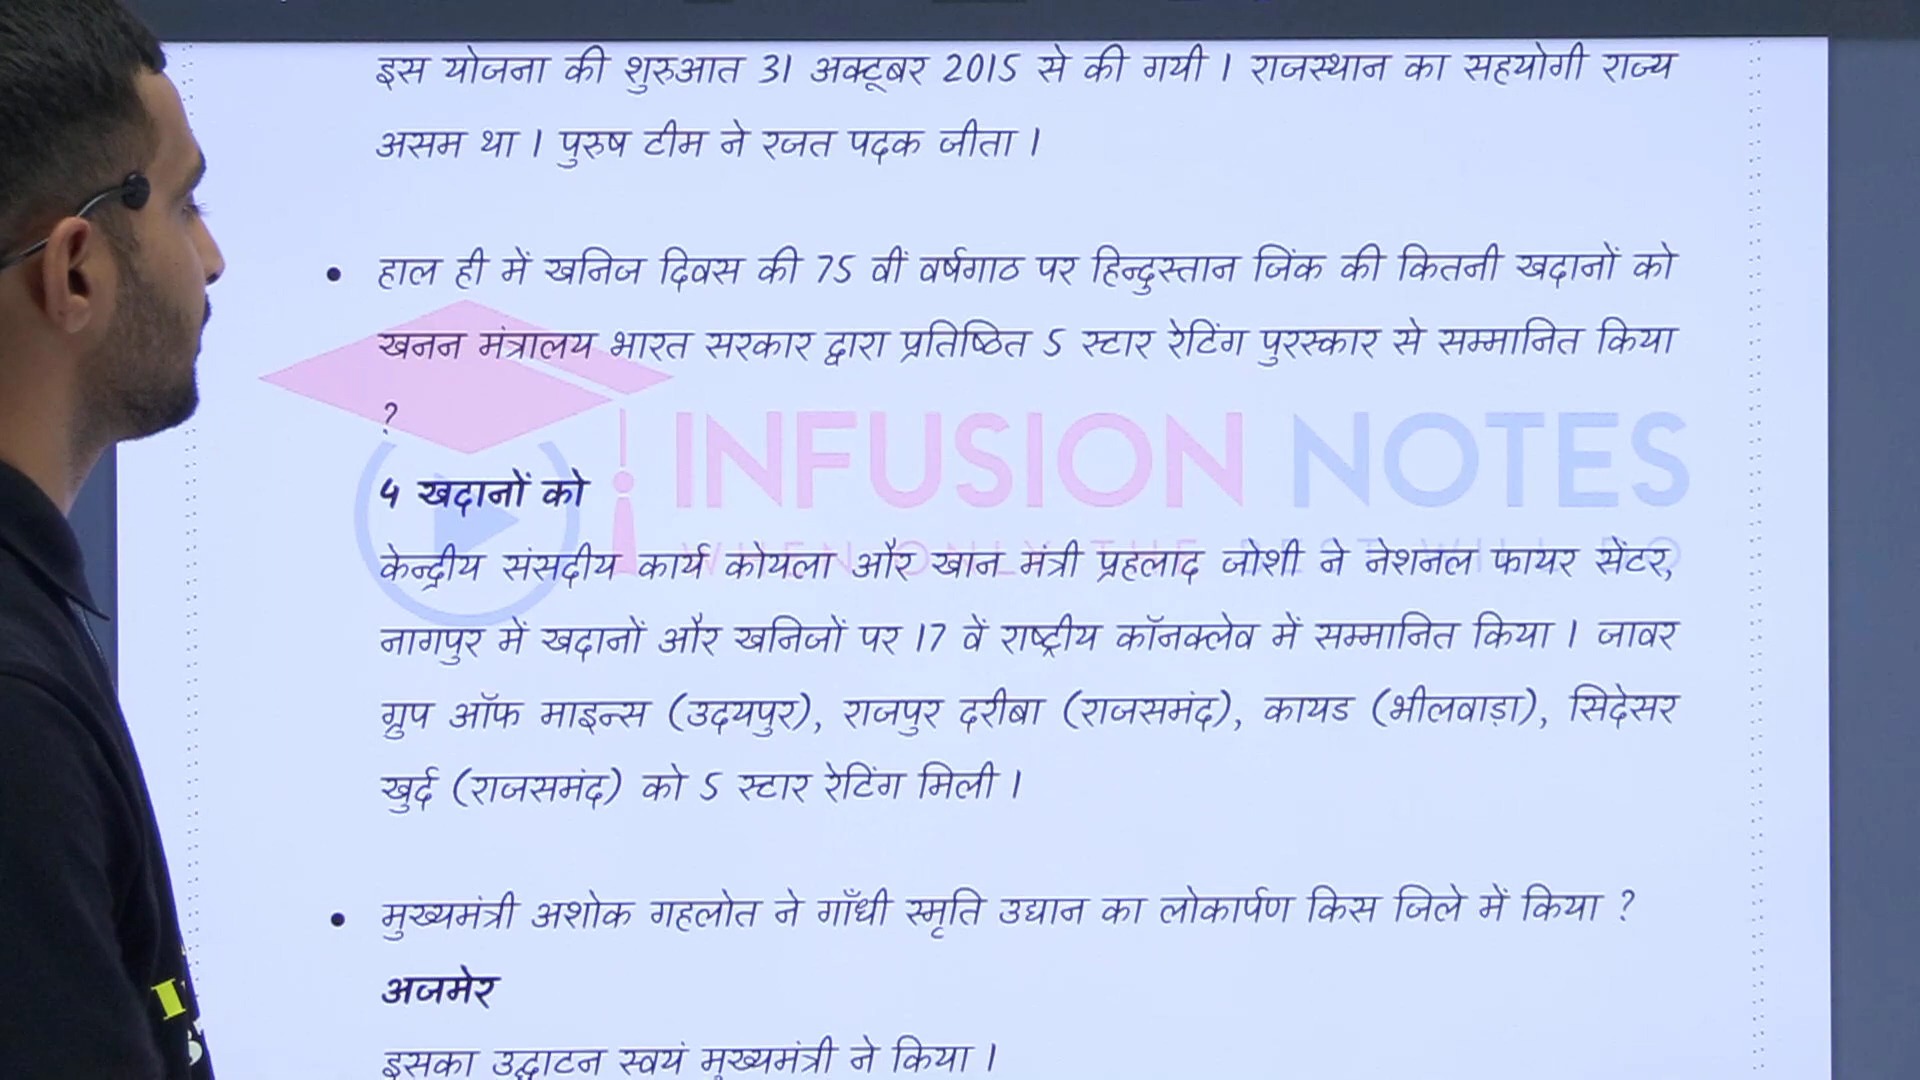 इस योजना की शुरुआत 31 अक्टूबर 2015 से की गयी । राजस्थान का सहयोगी राज्य
असम था । पुरुष टीम ने रजत पदक जीता ।
• हाल ही में खनिज दिवस की 75 वीं वर्षगाठ पर हिन्दुस्तान जिंक की कितनी खदानों को
खनन मंत्रालय भारत सरकार द्वारा प्रतिष्ठित 5 स्टार रेटिंग पुरस्कार से सम्मानित किया
?
INFUSION NOTES
4 खदानों को
केन्द्रीय संसदीय कार्य कोयला और खान मंत्री प्रहलाद जोशी ने नेशनल फायर सेंटर,
नागपुर में खदानों और खनिजों पर 17 वें राष्ट्रीय कॉनक्लेव में सम्मानित किया । जावर
ग्रुप ऑफ माइन्स (उदयपुर), राजपुर दरीबा (राजसमंद), कायड (भीलवाड़ा), सिदेसर
खुर्द (राजसमंद) को 5 स्टार रेटिंग मिली ।
• मुख्यमंत्री अशोक गहलोत ने गाँधी स्मृति उद्यान का लोकार्पण किस जिले में किया ?
अजमेर
इसका उद्घाटन स्वयं मुख्यमंत्री ने किया ।